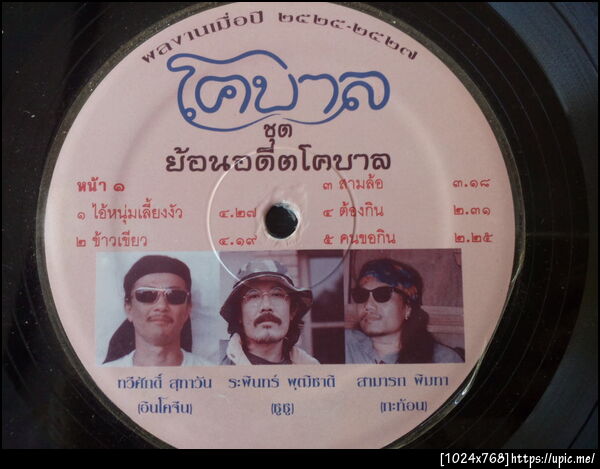 ผลงานเมื่อปี ๒๕๒๔-๒๕๒๗
โคบาล
ชุด
ย้อนอดีตโคบาล
หน้า ๑
๑ ไอ้หนุ่มเลี้ยงงัว ๔.๒๗
๒ ข้าวเขียว ๔.๑๙
๓ สามล้อ ๓.๑๘
๔ ต้องกิน ๒.๓๑
๕ คนขอกิน ๒.๒๕
ทวีศักดิ์ สุภาวัน
(อินโดจีน)
ระพินทร์ พุฒิชาติ
(ซูซู)
สามารถ พิมทา
(กะท้อน)
[1024x768]https://upic.me/